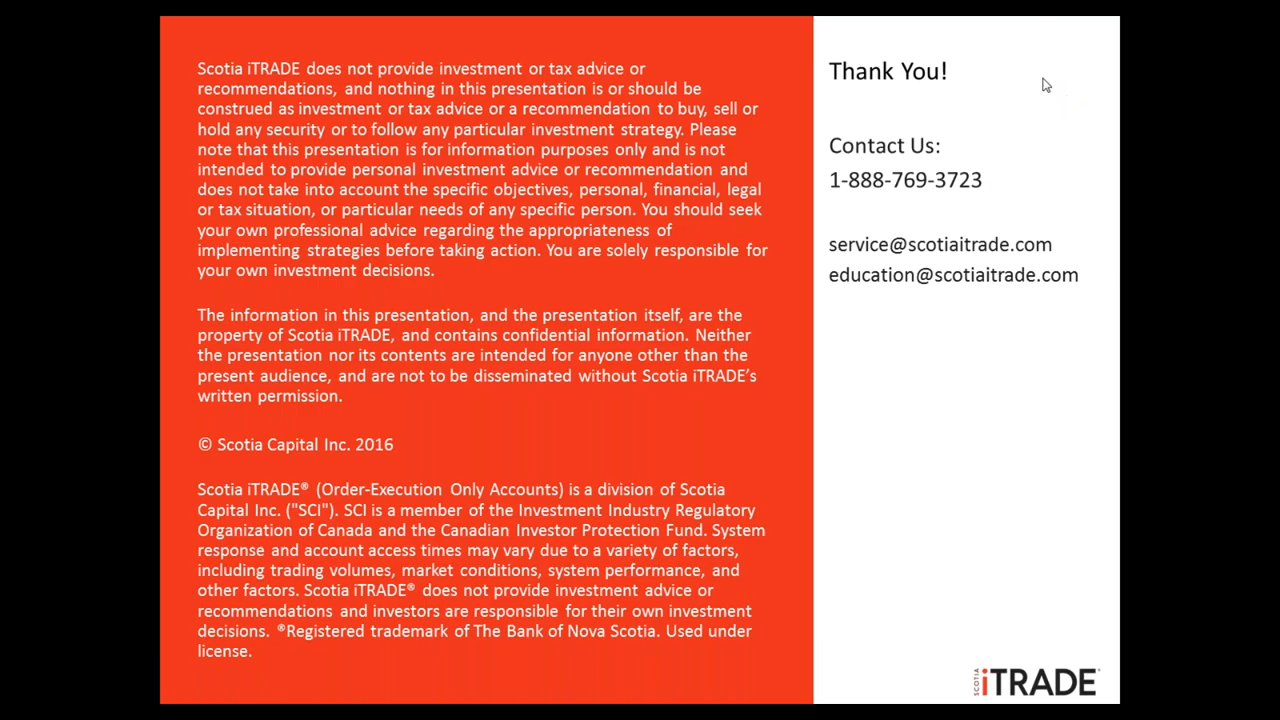 Scotia iTRADE does not provide investment or tax advice or
recommendations, and nothing in this presentation is or should be
construed as investment or tax advice or a recommendation to buy, sell or
hold any security or to follow any particular investment strategy. Please
note that this presentation is for information purposes only and is not
intended to provide personal investment advice or recommendation and
does not take into account the specific objectives, personal, financial, legal
or tax situation, or particular needs of any specific person. You should seek
your own professional advice regarding the appropriateness of
implementing strategies before taking action. You are solely responsible for
your own investment decisions.
The information in this presentation, and the presentation itself, are the
property of Scotia iTRADE, and contains confidential information. Neither
the presentation nor its contents are intended for anyone other than the
present audience, and are not to be disseminated without Scotia iTRADE’s
written permission.
© Scotia Capital Inc. 2016
Scotia iTRADE® (Order-Execution Only Accounts) is a division of Scotia
Capital Inc. ("SCI"). SCI is a member of the Investment Industry Regulatory
Organization of Canada and the Canadian Investor Protection Fund. System
response and account access times may vary due to a variety of factors,
including trading volumes, market conditions, system performance, and
other factors. Scotia iTRADE® does not provide investment advice or
recommendations and investors are responsible for their own investment
decisions. ®Registered trademark of The Bank of Nova Scotia. Used under
license.
Thank You!
Contact Us:
1-888-769-3723
service@scotiaitrade.com
education@scotiaitrade.com
SCOTIA iTRADE